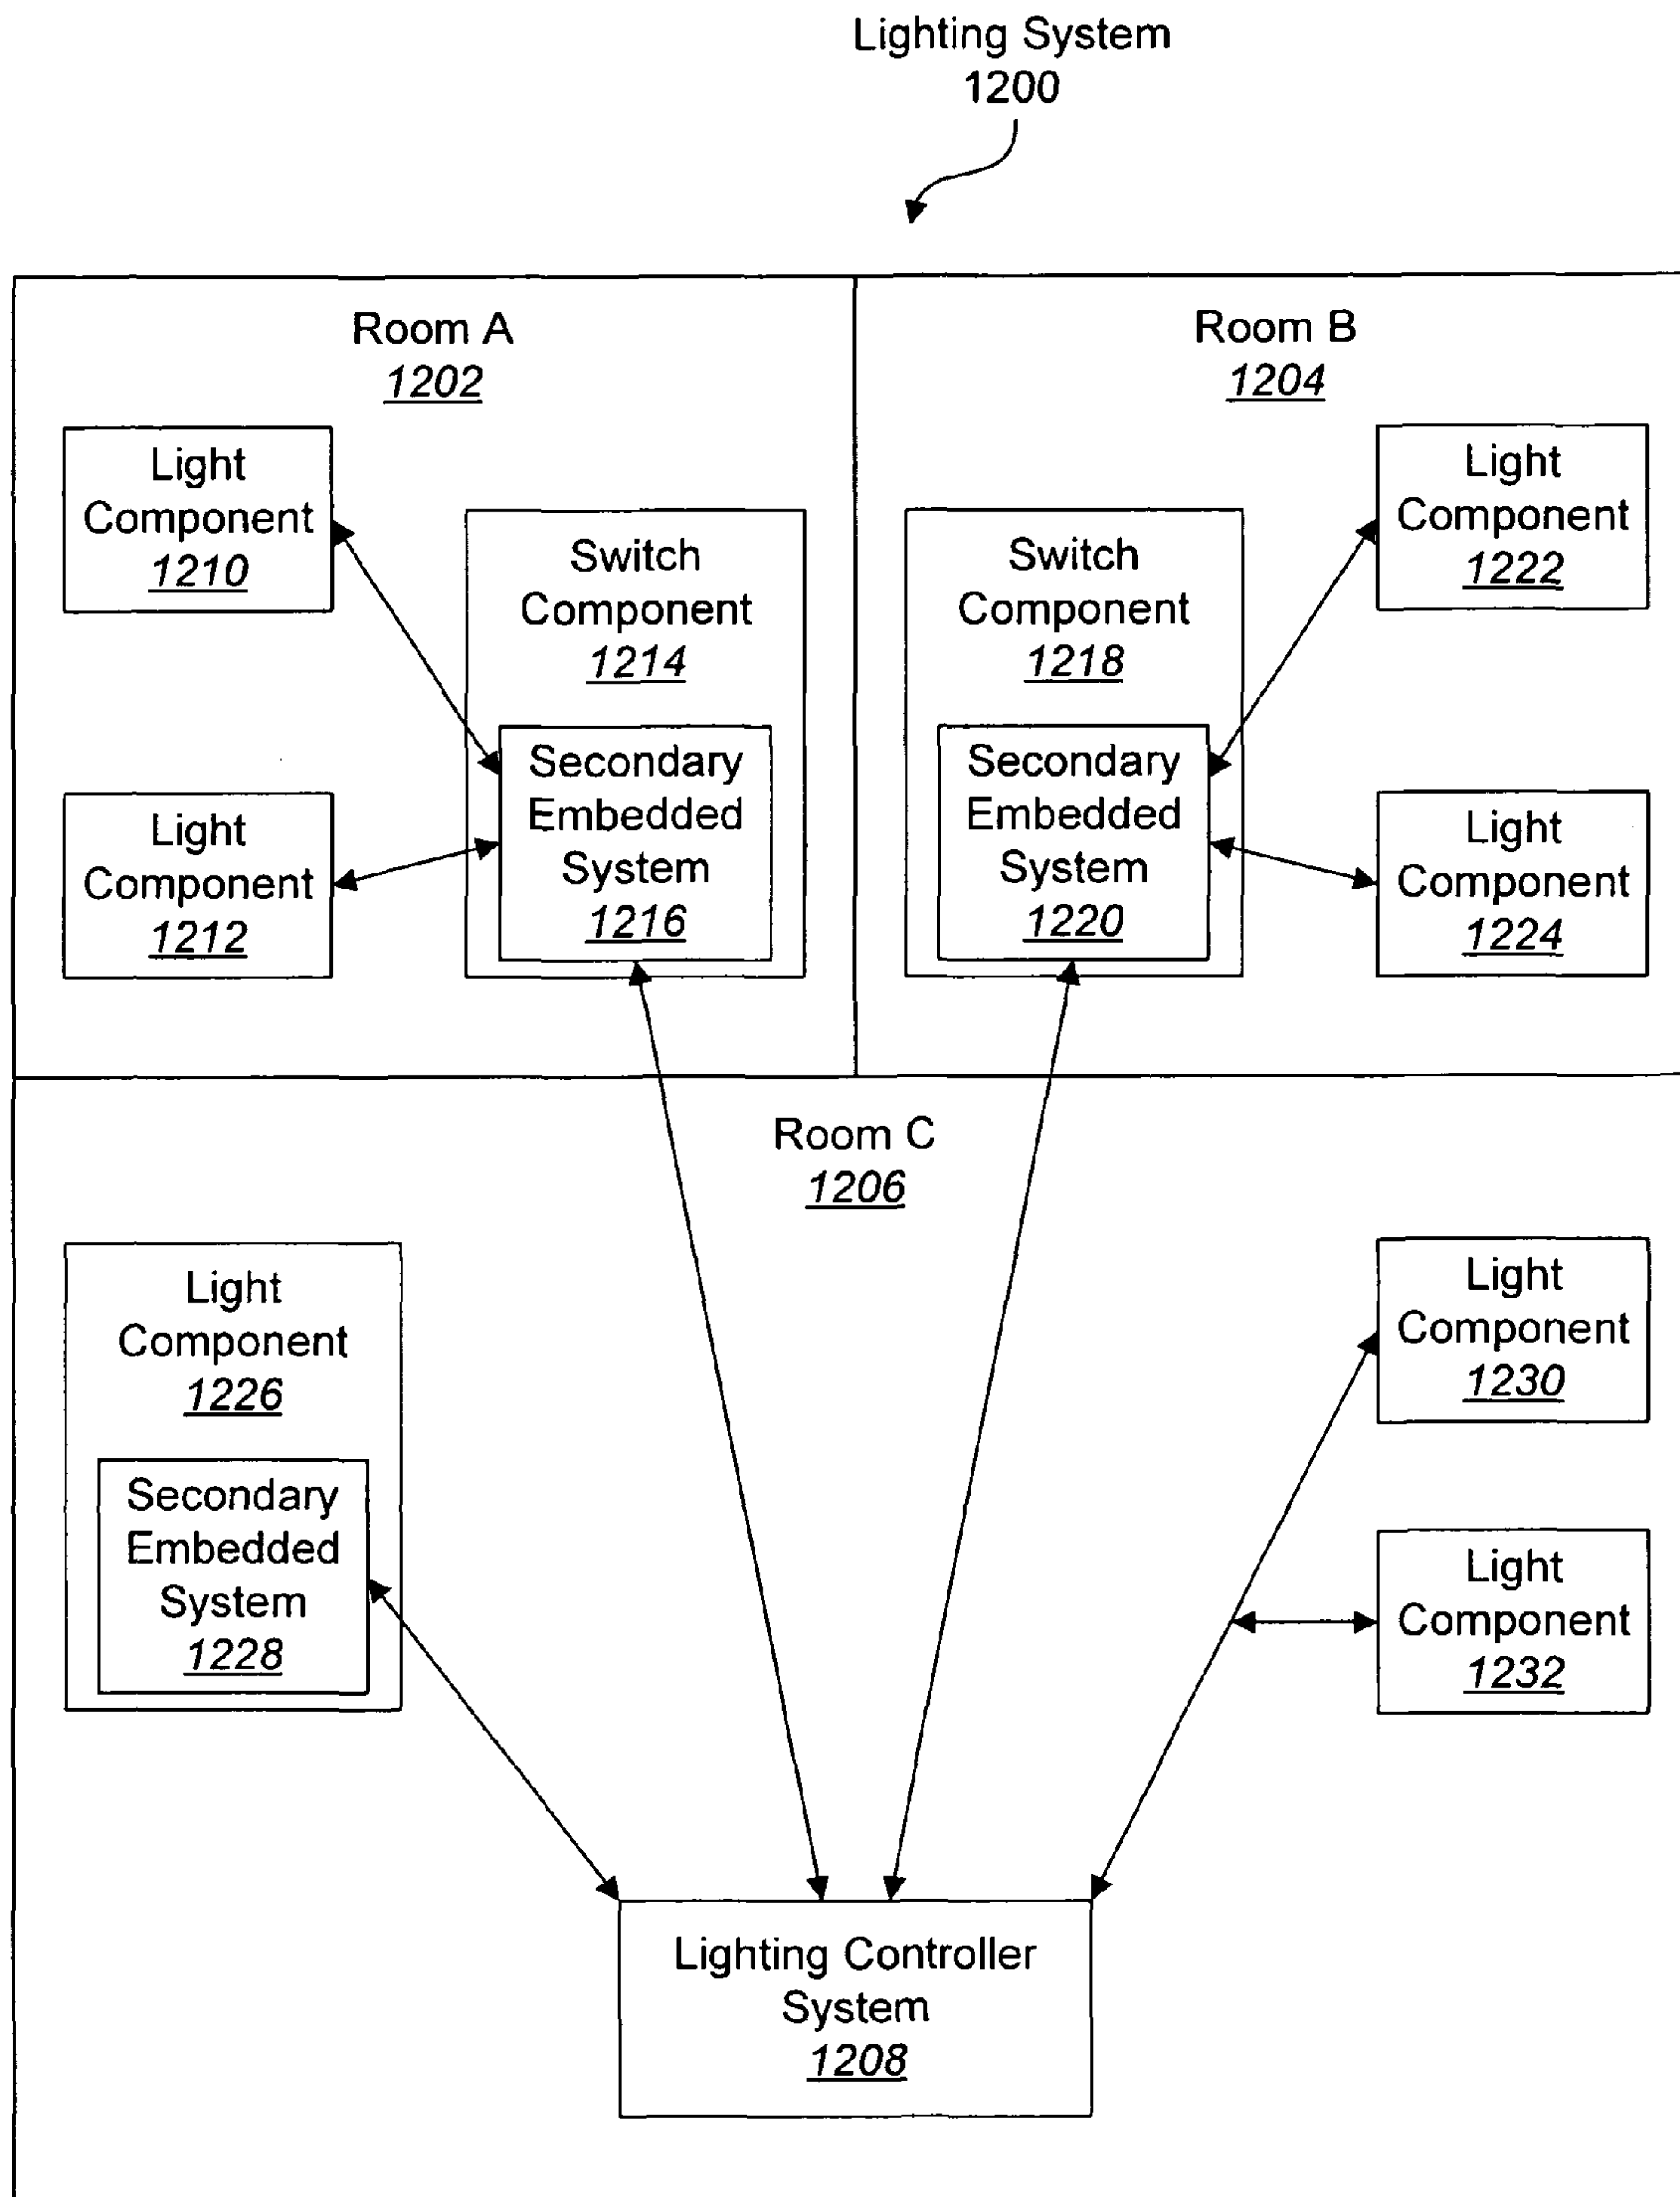 Lighting System
1200
Room A
1202
Room B
1204
Light
Component
1210
Switch
Component
1214
Secondary
Embedded
System
1216
Light
Component
1212
Switch
Component
1218
Secondary
Embedded
System
1220
Light
Component
1222
Light
Component
1224
Room C
1206
Light
Component
1226
Secondary
Embedded
System
1228
Light
Component
1230
Light
Component
1232
Lighting Controller
System
1208